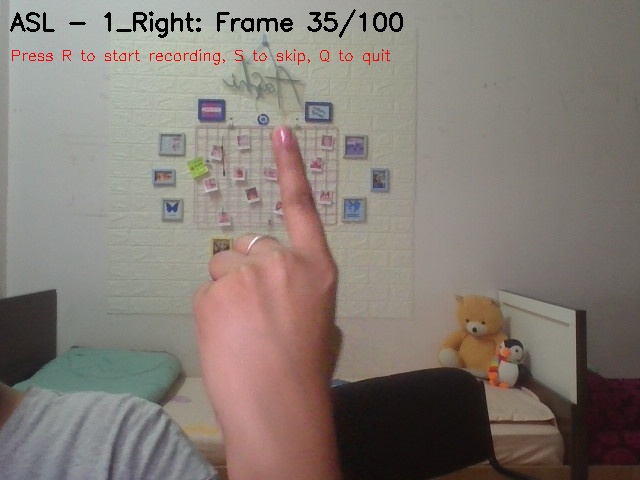 ASL - 1_Right: Frame 35/100
Press R to start recording, S to skip, Q to quit